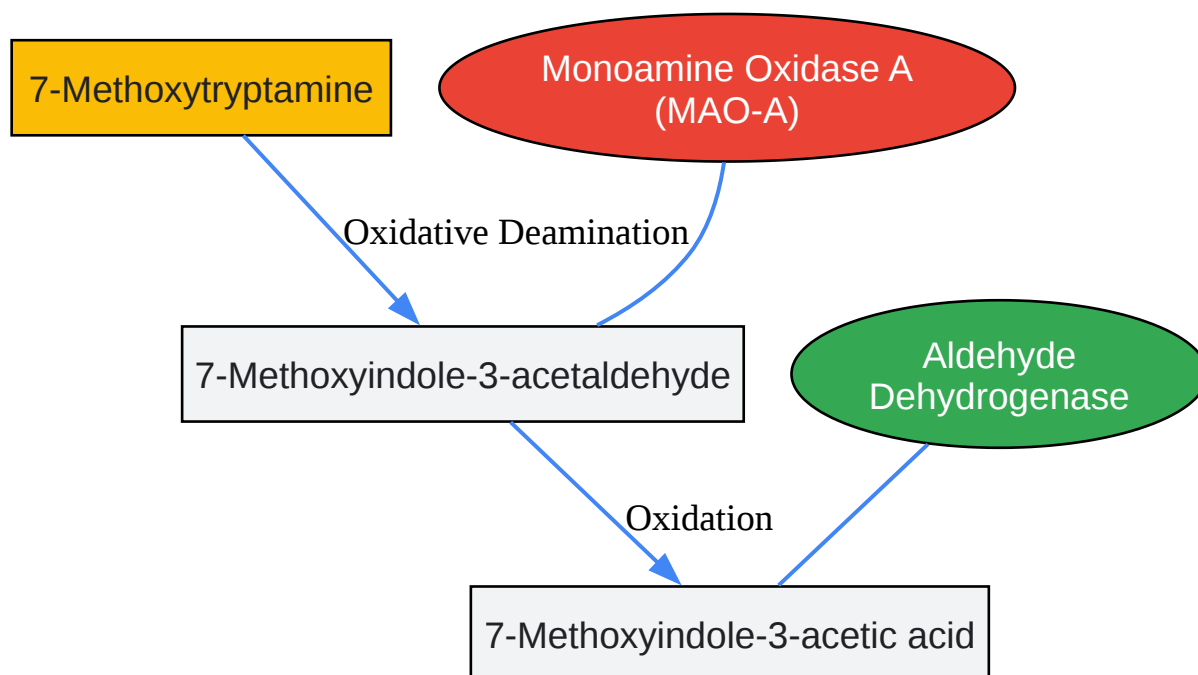 7-Methoxytryptamine
Monoamine Oxidase A
(MAO-A)
Oxidative Deamination
7-Methoxyindole-3-acetaldehyde
Aldehyde
Dehydrogenase
Oxidation
7-Methoxyindole-3-acetic acid